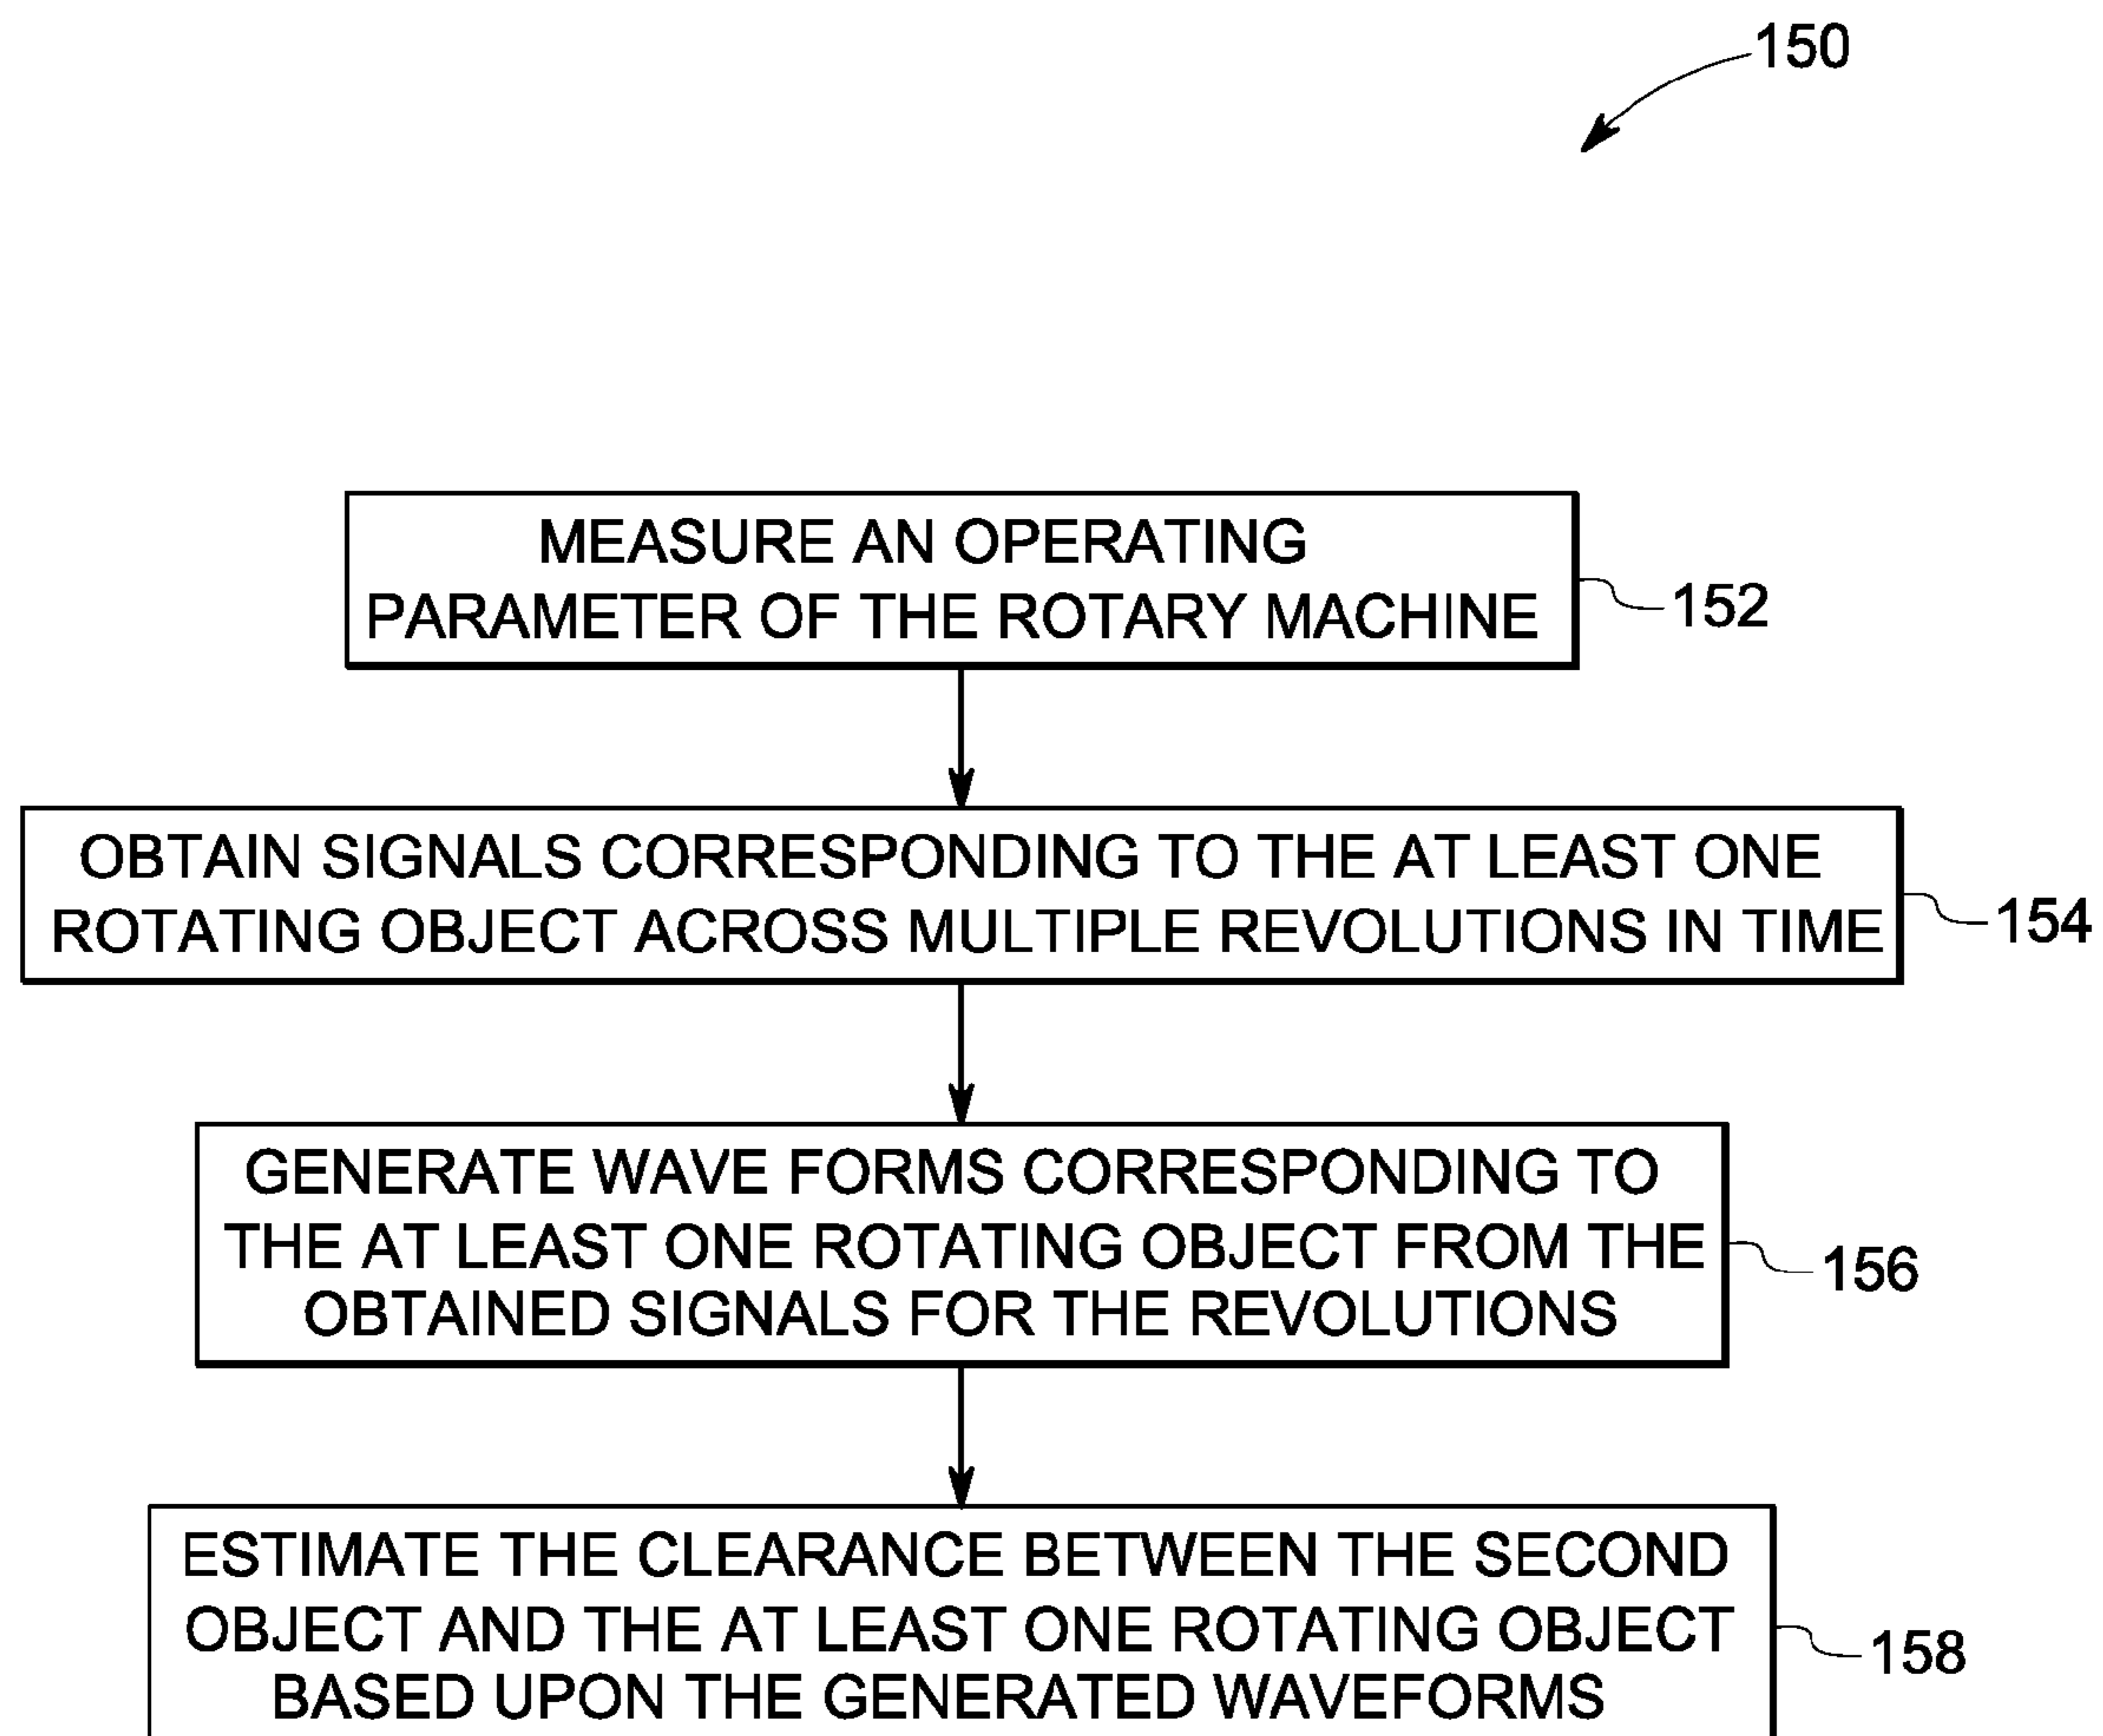 150
MEASURE AN OPERATING
PARAMETER OF THE ROTARY MACHINE
152
OBTAIN SIGNALS CORRESPONDING TO THE AT LEAST ONE
ROTATING OBJECT ACROSS MULTIPLE REVOLUTIONS IN TIME
154
GENERATE WAVE FORMS CORRESPONDING TO
THE AT LEAST ONE ROTATING OBJECT FROM THE
OBTAINED SIGNALS FOR THE REVOLUTIONS
156
ESTIMATE THE CLEARANCE BETWEEN THE SECOND
OBJECT AND THE AT LEAST ONE ROTATING OBJECT
BASED UPON THE GENERATED WAVEFORMS
158